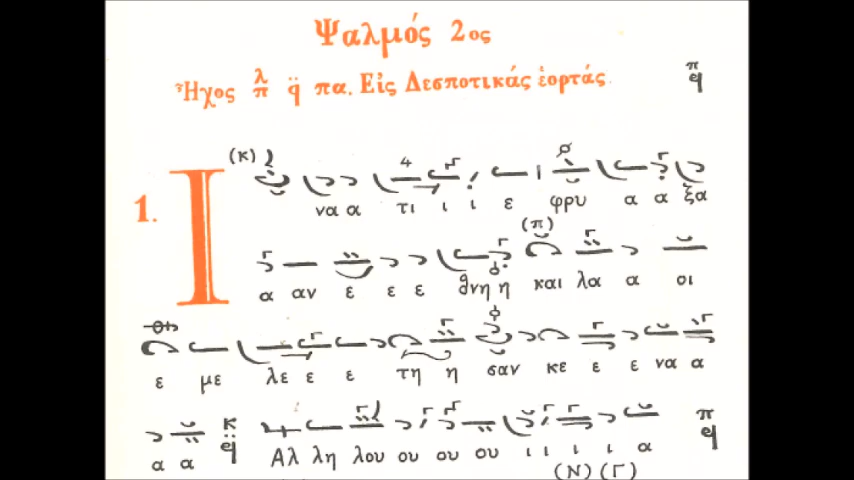 Ψαλμός 2ος
Ἦχος λ π q πα. Εἰς Δεσποτικάς ἑορτάς.
π q
(κ)
1. Ι να α τι ι ι ε φρυ α α ξα
(π)
α αν ε ε ε θνη η και λα α οι
ε με λε ε ε τη η σαν κε ε ε να α
α α κ q Αλ λη λου ου ου ου ι ι ι ι α π q
(Ν) (Γ)